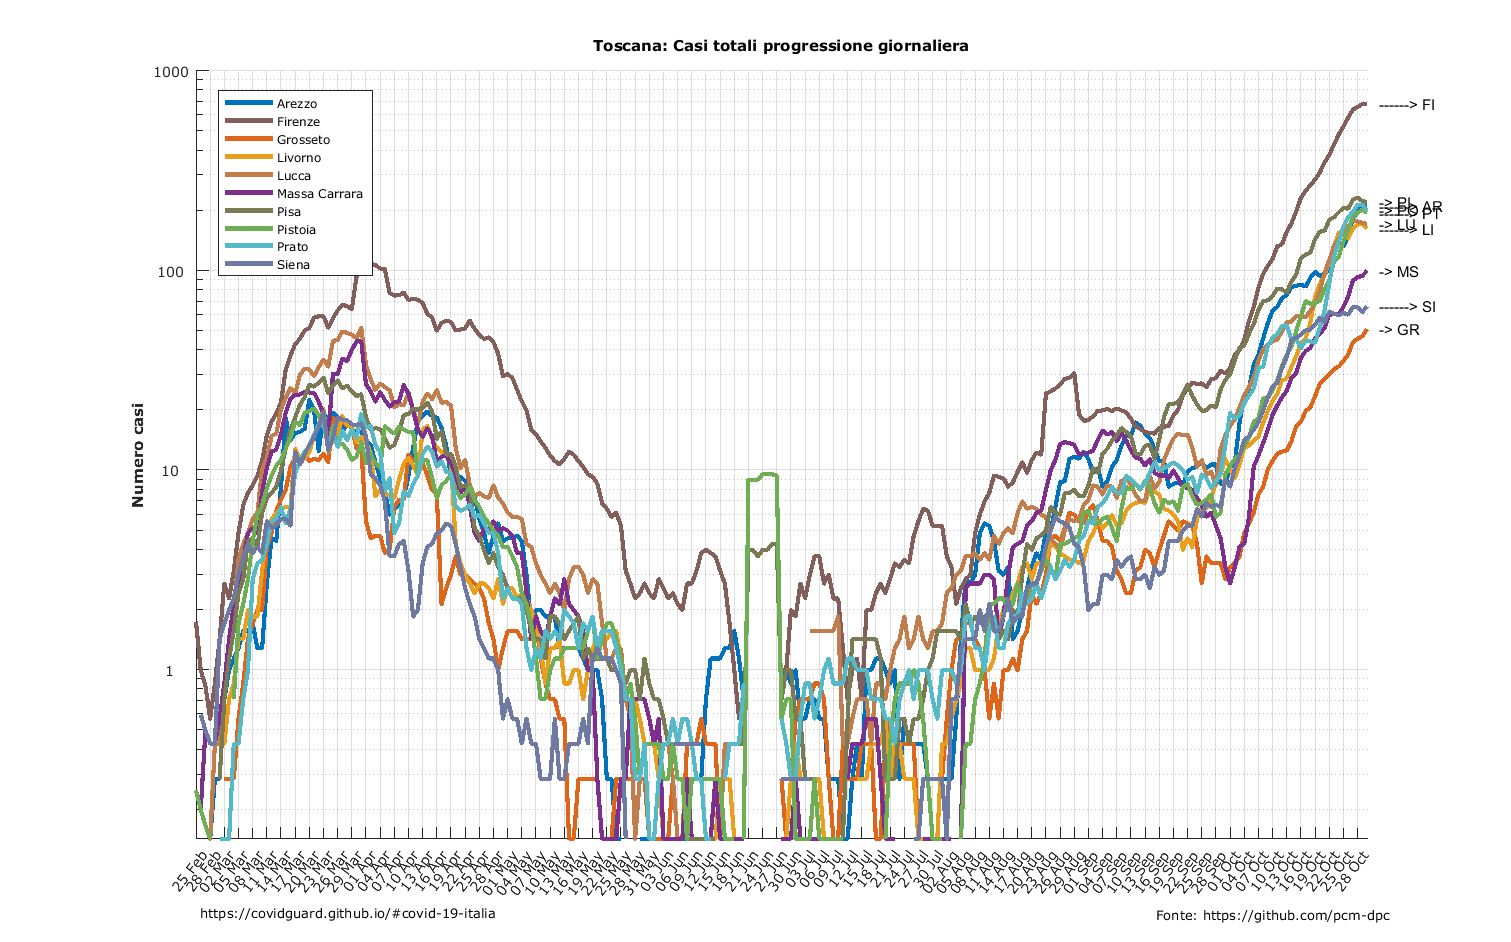 Toscana: Casi totali progressione giornaliera
Numero casi
1000
100
10
1
Arezzo
Firenze
Grosseto
Livorno
Lucca
Massa Carrara
Pisa
Pistoia
Prato
Siena
------> FI
-> PI
------> AR
-> PO
------> PT
-> LU
------> LI
-> MS
------> SI
-> GR
25 Feb
28 Feb
02 Mar
05 Mar
08 Mar
11 Mar
14 Mar
17 Mar
20 Mar
23 Mar
26 Mar
29 Mar
01 Apr
04 Apr
07 Apr
10 Apr
13 Apr
16 Apr
19 Apr
22 Apr
25 Apr
28 Apr
01 May
04 May
07 May
10 May
13 May
16 May
19 May
22 May
25 May
28 May
31 May
03 Jun
06 Jun
09 Jun
12 Jun
15 Jun
18 Jun
21 Jun
24 Jun
27 Jun
30 Jun
03 Jul
06 Jul
09 Jul
12 Jul
15 Jul
18 Jul
21 Jul
24 Jul
27 Jul
30 Jul
02 Aug
05 Aug
08 Aug
11 Aug
14 Aug
17 Aug
20 Aug
23 Aug
26 Aug
29 Aug
01 Sep
04 Sep
07 Sep
10 Sep
13 Sep
16 Sep
19 Sep
22 Sep
25 Sep
28 Sep
01 Oct
04 Oct
07 Oct
10 Oct
13 Oct
16 Oct
19 Oct
22 Oct
25 Oct
28 Oct
https://covidguard.github.io/#covid-19-italia
Fonte: https://github.com/pcm-dpc